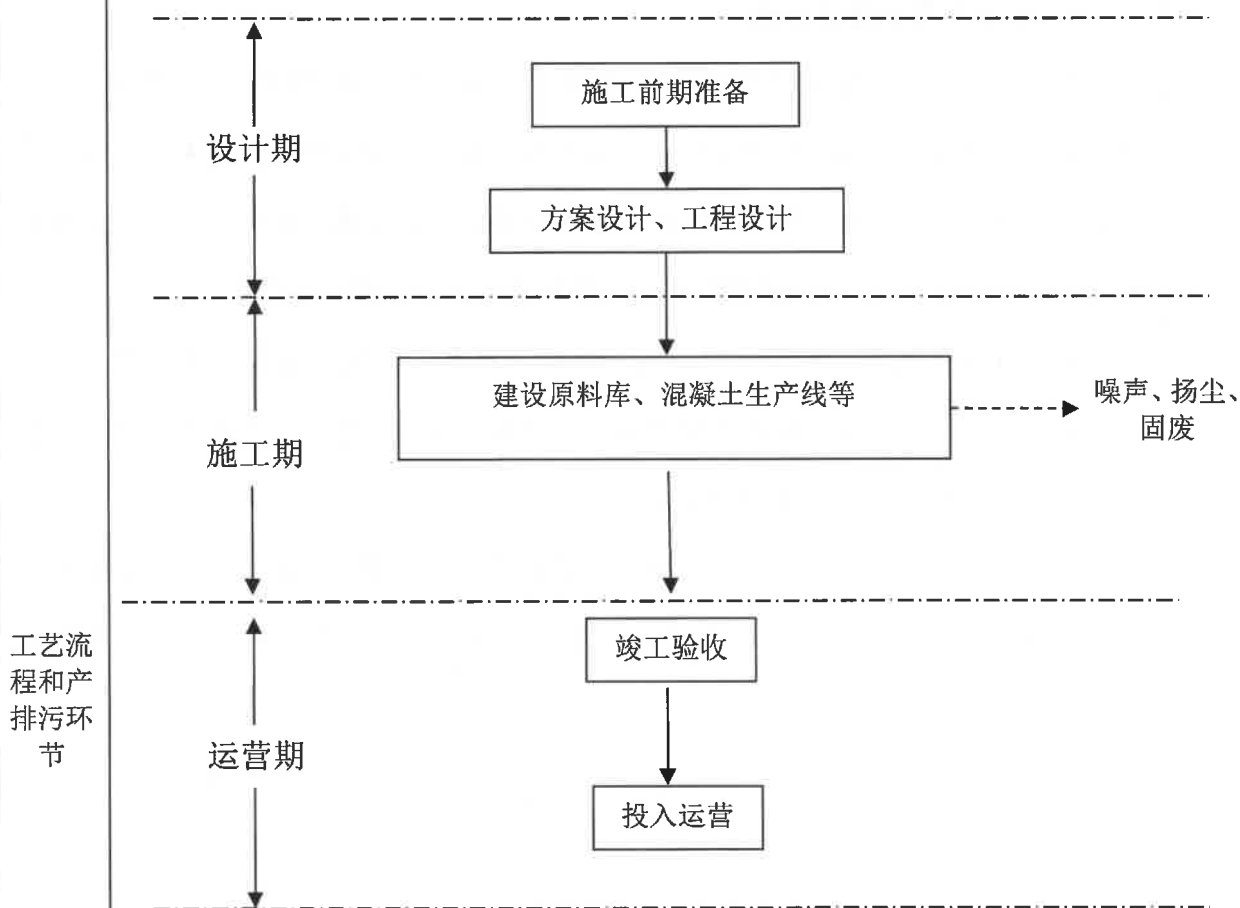 施工前期准备
设计期
方案设计、工程设计
建设原料库、混凝土生产线等
噪声、扬尘、
固废
施工期
工艺流
程和产
排污环
节
竣工验收
运营期
投入运营